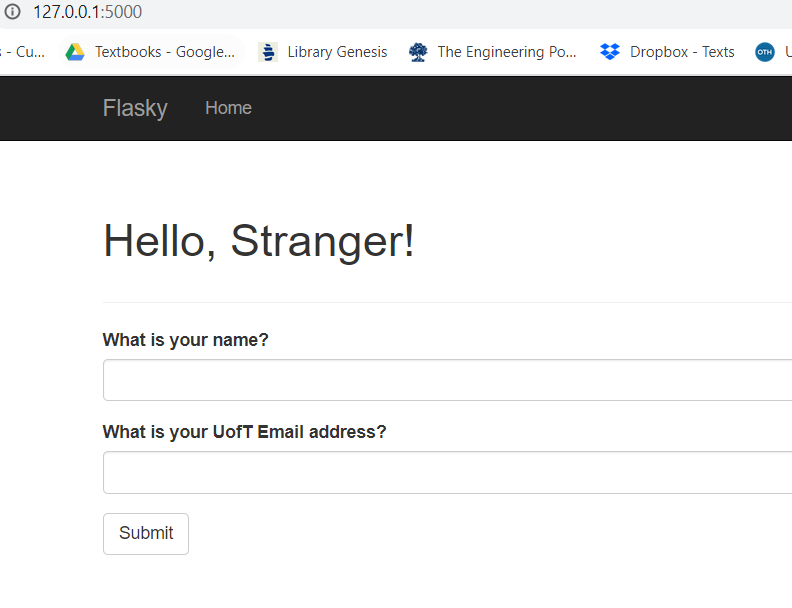 127.0.0.1:5000
s - Cu... Textbooks - Google... Library Genesis The Engineering Po... OTH Dropbox - Texts U
Flasky Home
Hello, Stranger!
What is your name?
What is your UofT Email address?
Submit